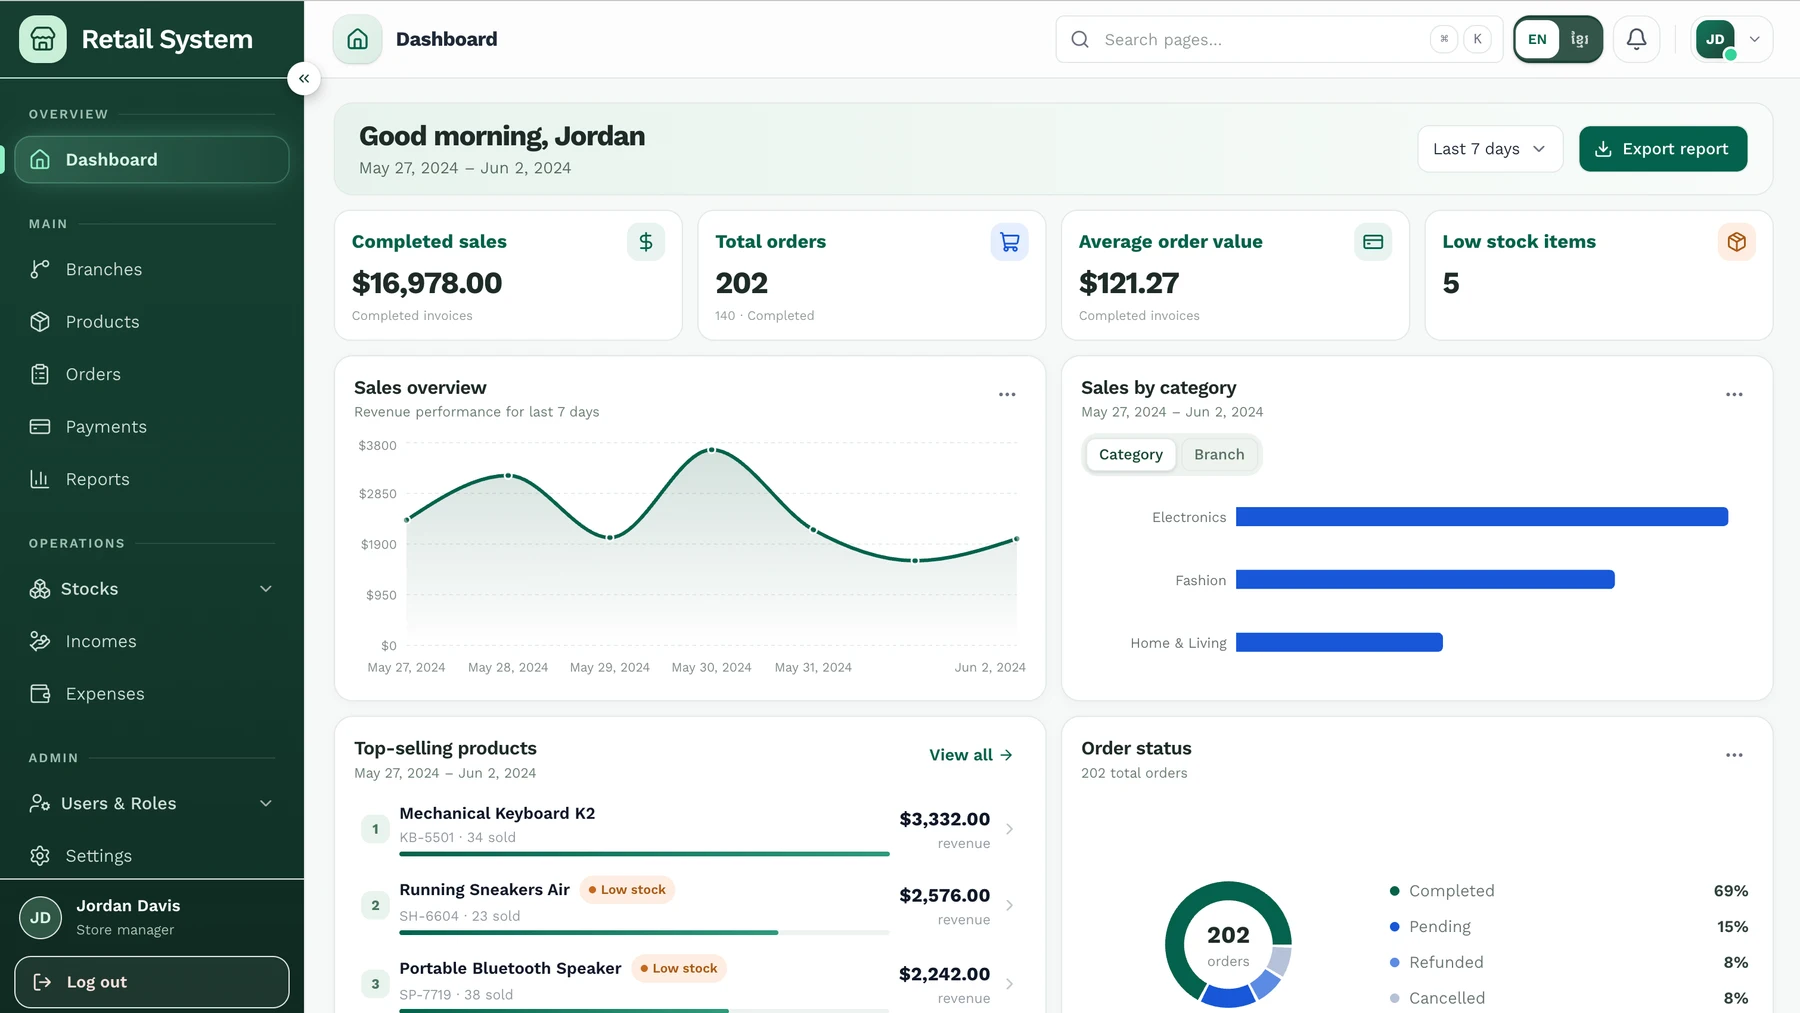 Retail System
OVERVIEW
Dashboard
MAIN
Branches
Products
Orders
Payments
Reports
OPERATIONS
Stocks
Incomes
Expenses
ADMIN
Users & Roles
Settings
JD
Jordan Davis
Store manager
Log out
Dashboard
Search pages...
⌘
K
EN
ខ្មែរ
JD
Good morning, Jordan
May 27, 2024 – Jun 2, 2024
Last 7 days
Export report
Completed sales
$16,978.00
Completed invoices
Total orders
202
140 · Completed
Average order value
$121.27
Completed invoices
Low stock items
5
Sales overview
Revenue performance for last 7 days
$3800
$2850
$1900
$950
$0
May 27, 2024
May 28, 2024
May 29, 2024
May 30, 2024
May 31, 2024
Jun 2, 2024
Sales by category
May 27, 2024 – Jun 2, 2024
Category
Branch
Electronics
Fashion
Home & Living
Top-selling products
May 27, 2024 – Jun 2, 2024
View all
1
Mechanical Keyboard K2
KB-5501 · 34 sold
$3,332.00
revenue
2
Running Sneakers Air
Low stock
SH-6604 · 23 sold
$2,576.00
revenue
3
Portable Bluetooth Speaker
Low stock
SP-7719 · 38 sold
$2,242.00
revenue
Order status
202 total orders
202
orders
Completed 69%
Pending 15%
Refunded 8%
Cancelled 8%